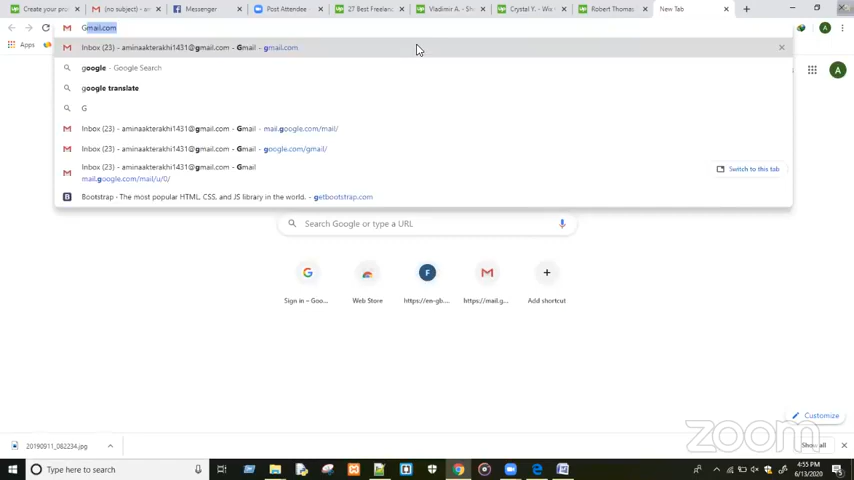 Create your pro
(no subject) - an
Messenger
Post Attendee
27 Best Freelanc
Vladimir A. - Sh
Crystal Y. - Wix
Robert Thomas
New Tab
Gmail.com
A
Apps
Inbox (23) - aminaakterakhi1431@gmail.com - Gmail - gmail.com
google - Google Search
google translate
G
Inbox (23) - aminaakterakhi1431@gmail.com - Gmail - mail.google.com/mail/
Inbox (23) - aminaakterakhi1431@gmail.com - Gmail - google.com/gmail/
Inbox (23) - aminaakterakhi1431@gmail.com - Gmail
mail.google.com/mail/u/0/
Switch to this tab
Bootstrap · The most popular HTML, CSS, and JS library in the world. - getbootstrap.com
A
Search Google or type a URL
F
Sign in – Goo...
Web Store
https://en-gb...
https://mail.g...
Add shortcut
Customize
zoom
20190911_082234.jpg
Show all
Type here to search
4:55 PM
6/13/2020